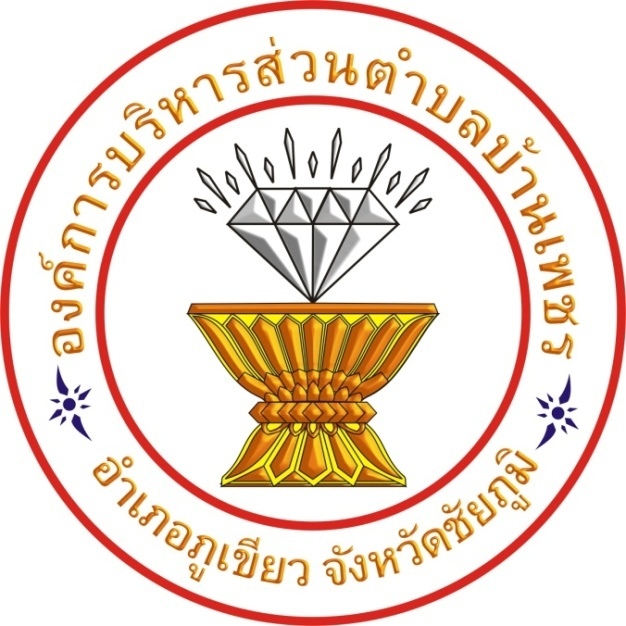 องค์การบริหารส่วนตำบลบ้านเพชร
อำเภอภูเขียว จังหวัดชัยภูมิ